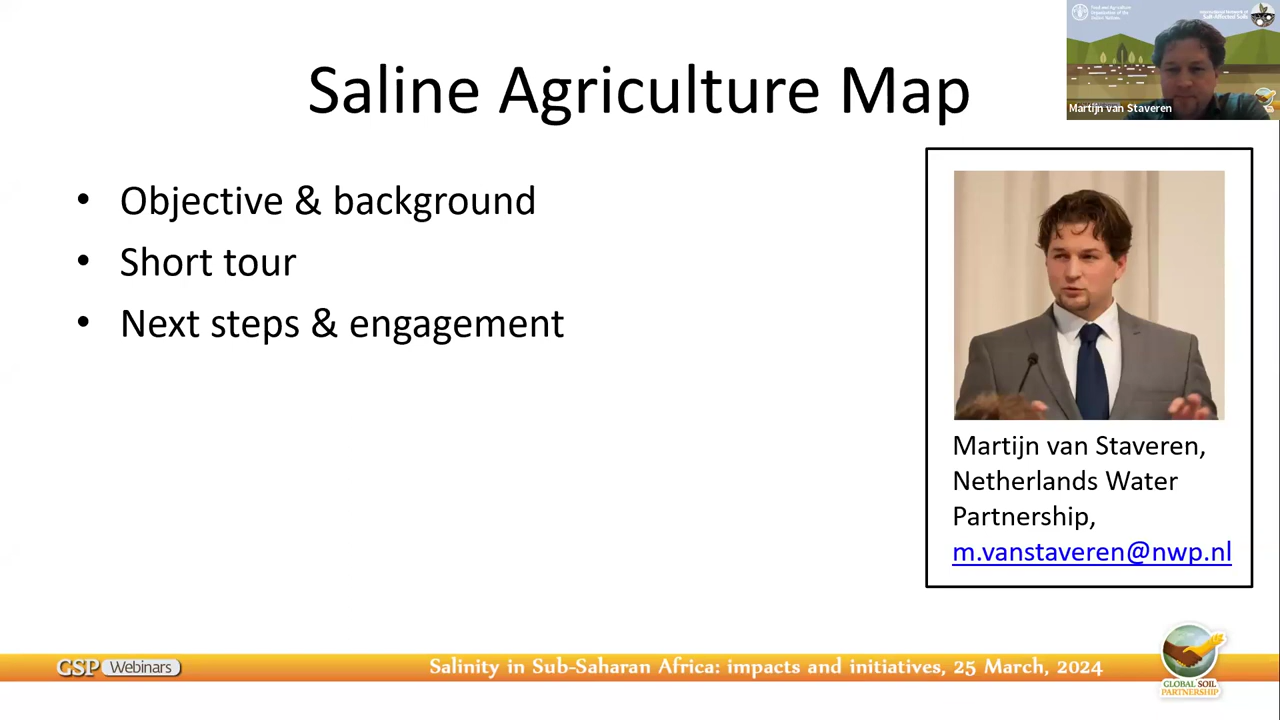 Saline Agriculture Map
• Objective & background
• Short tour
• Next steps & engagement
Martijn van Staveren
Martijn van Staveren,
Netherlands Water
Partnership,
m.vanstaveren@nwp.nl
GSP Webinars
Salinity in Sub-Saharan Africa: impacts and initiatives, 25 March, 2024
GLOBAL SOIL
PARTNERSHIP